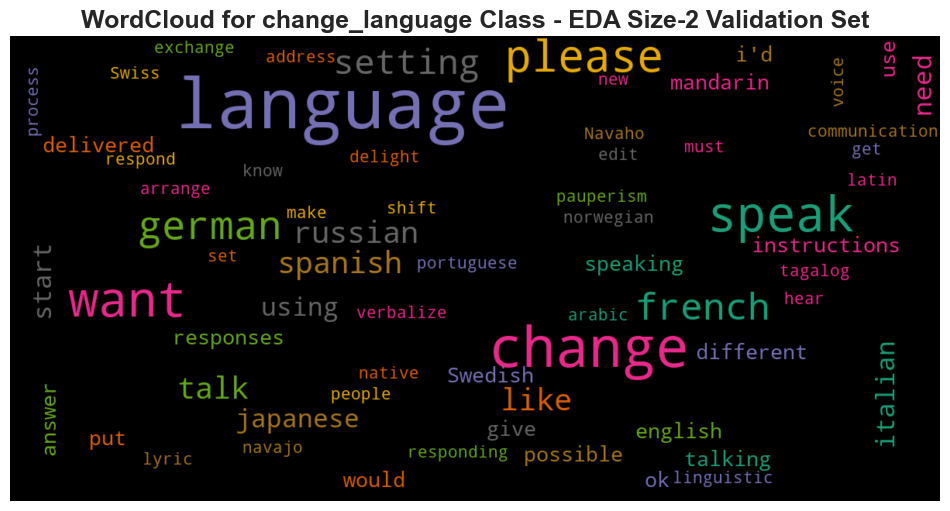 WordCloud for change_language Class - EDA Size-2 Validation Set
exchange address setting please i'd use
process Swiss language new mandarin voice need
delivered respond know delight Navaho edit must communication get
arrange pauperism latin
german make shift russian norwegian speak instructions
start set spanish portuguese speaking tagalog
want using verbalize arabic french hear
responses change different italian
answer talk native people Swedish like
put japanese give english
lyric navajo responding possible talking
would ok linguistic